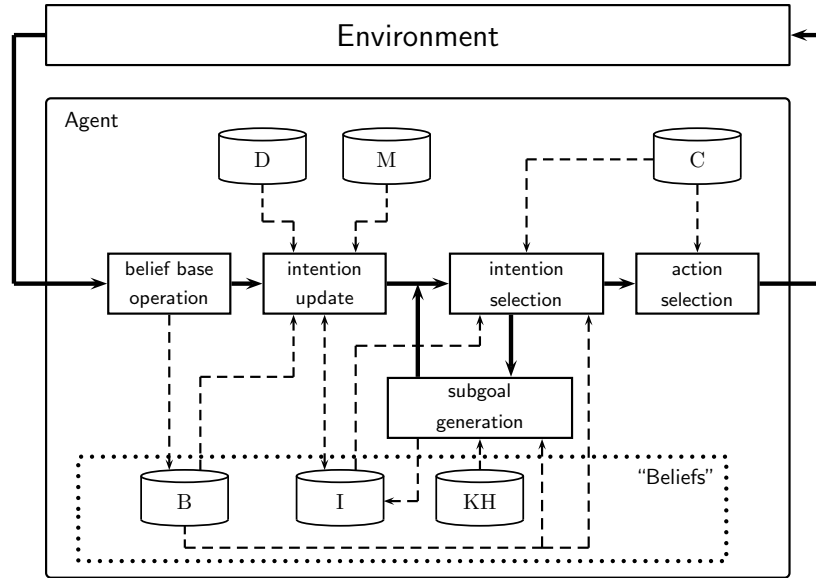 Environment
Agent
D
M
C
belief base
operation
intention
update
intention
selection
action
selection
subgoal
generation
“Beliefs”
B
I
KH